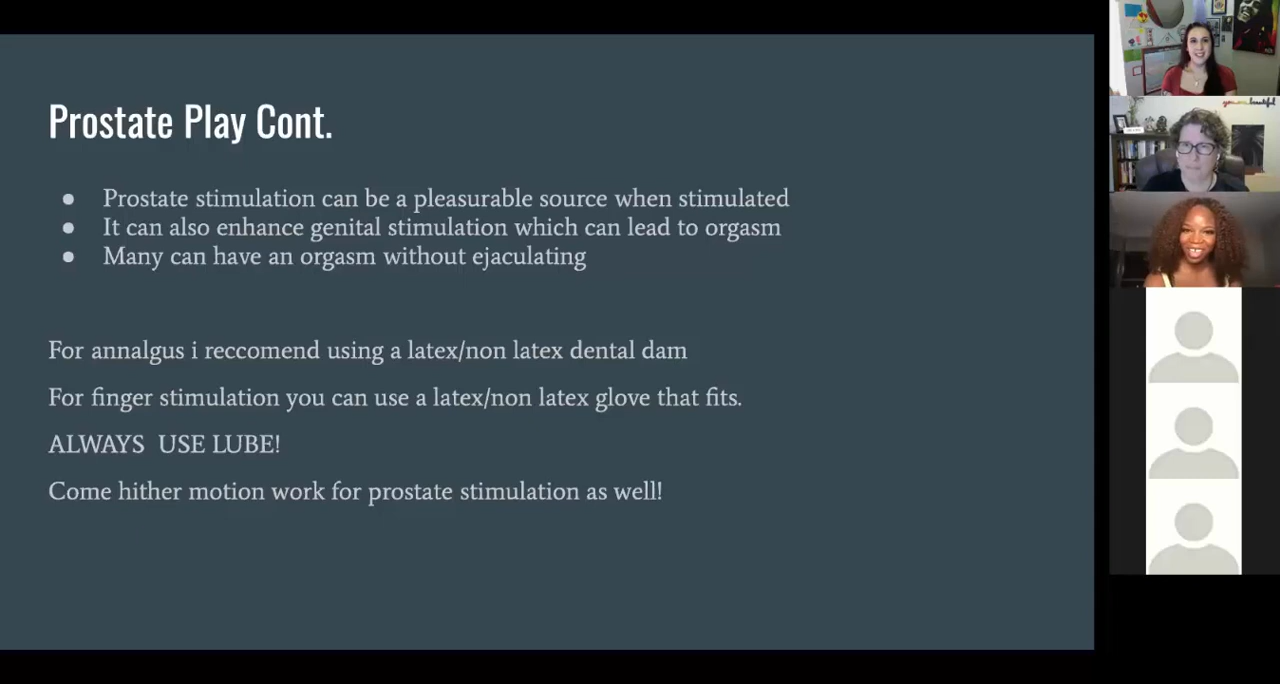 Prostate Play Cont.
● Prostate stimulation can be a pleasurable source when stimulated
● It can also enhance genital stimulation which can lead to orgasm
● Many can have an orgasm without ejaculating
For annalgus i reccomend using a latex/non latex dental dam
For finger stimulation you can use a latex/non latex glove that fits.
ALWAYS  USE LUBE!
Come hither motion work for prostate stimulation as well!
you are beautiful